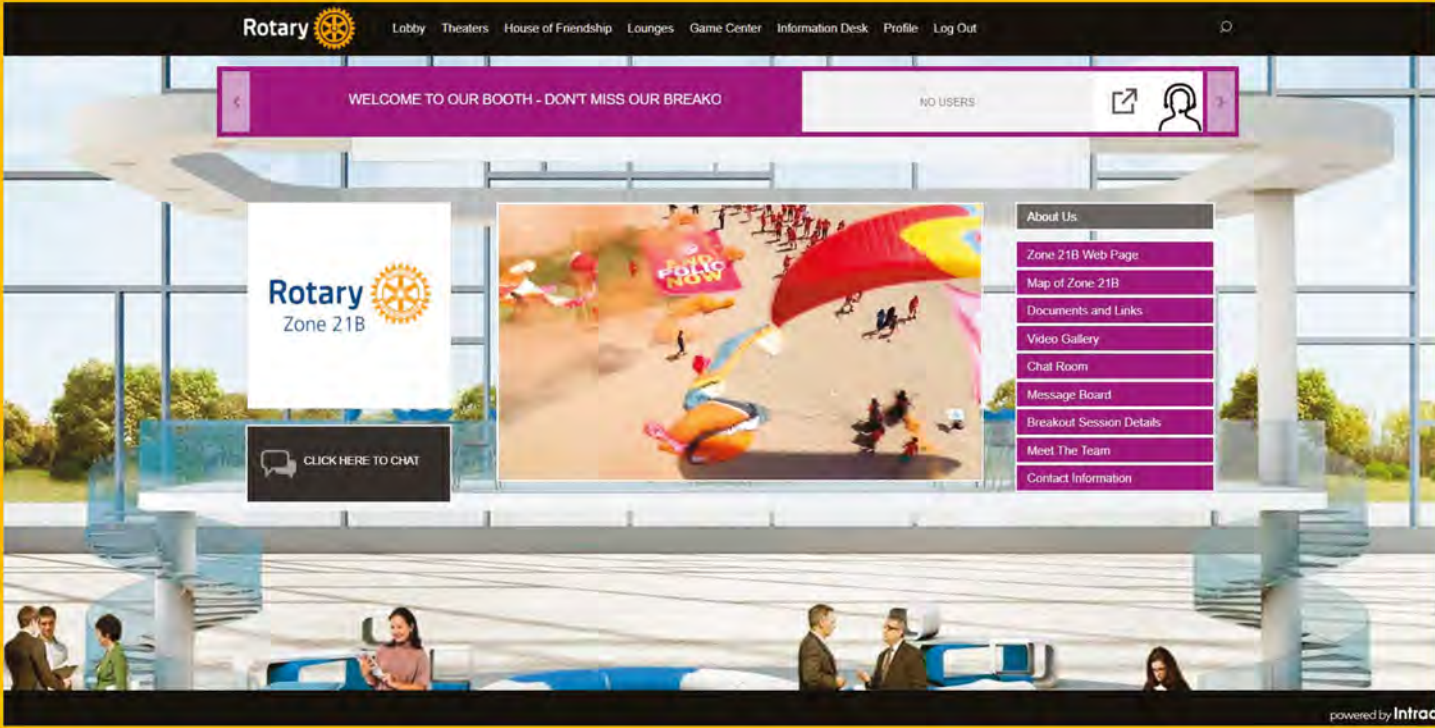 Rotary
Lobby Theaters House of Friendship Lounges Game Center Information Desk Profile Log Out
WELCOME TO OUR BOOTH - DON'T MISS OUR BREAKO
NO USERS
Rotary
Zone 21B
CLICK HERE TO CHAT
AND
POLIO
NOW
About Us
Zone 21B Web Page
Map of Zone 21B
Documents and Links
Video Gallery
Chat Room
Message Board
Breakout Session Details
Meet The Team
Contact Information
powered by Intrad